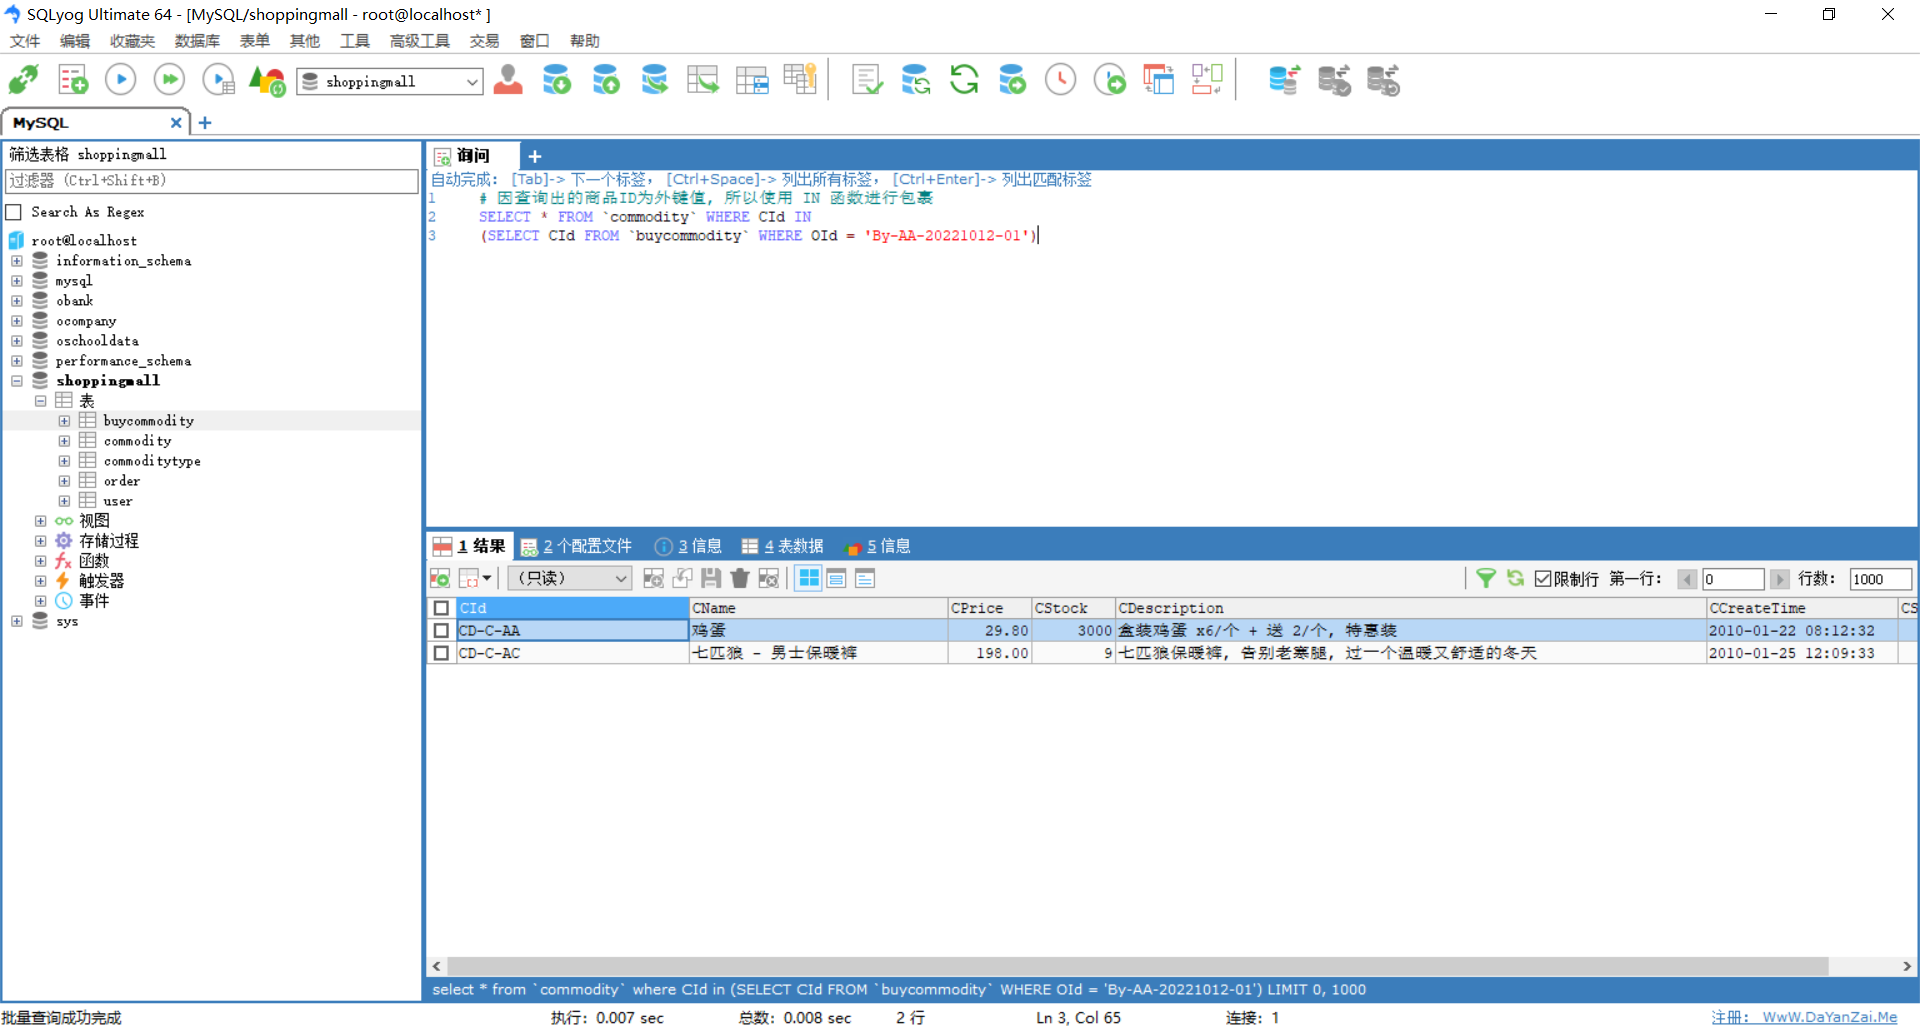 SQLyog Ultimate 64 - [MySQL/shoppingmall - root@localhost* ]
文件 编辑 收藏夹 数据库 表单 其他 工具 高级工具 交易 窗口 帮助
shoppingmall
MySQL
筛选表格 shoppingmall
过滤器 (Ctrl+Shift+B)
Search As Regex
root@localhost
information_schema
mysql
obank
ocompany
oschooldata
performance_schema
shoppingmall
表
buycommodity
commodity
commoditytype
order
user
视图
存储过程
函数
触发器
事件
sys
询问
自动完成: [Tab]-> 下一个标签, [Ctrl+Space]-> 列出所有标签, [Ctrl+Enter]-> 列出匹配标签
1 # 因查询出的商品ID为外键值, 所以使用 IN 函数进行包裹
2 SELECT * FROM `commodity` WHERE CId IN
3 (SELECT CId FROM `buycommodity` WHERE OId = 'By-AA-20221012-01')
1 结果 2 个配置文件 3 信息 4 表数据 5 信息
(只读) 限制行 第一行: 0 行数: 1000
CId CName CPrice CStock CDescription CCreateTime CS
CD-C-AA 鸡蛋 29.80 3000 盒装鸡蛋 x6/个 + 送 2/个, 特惠装 2010-01-22 08:12:32
CD-C-AC 七匹狼 - 男士保暖裤 198.00 9 七匹狼保暖裤, 告别老寒腿, 过一个温暖又舒适的冬天 2010-01-25 12:09:33
select * from `commodity` where CId in (SELECT CId FROM `buycommodity` WHERE OId = 'By-AA-20221012-01') LIMIT 0, 1000
批量查询成功完成 执行: 0.007 sec 总数: 0.008 sec 2 行 Ln 3, Col 65 连接: 1 注册: WwW.DaYanZai.Me